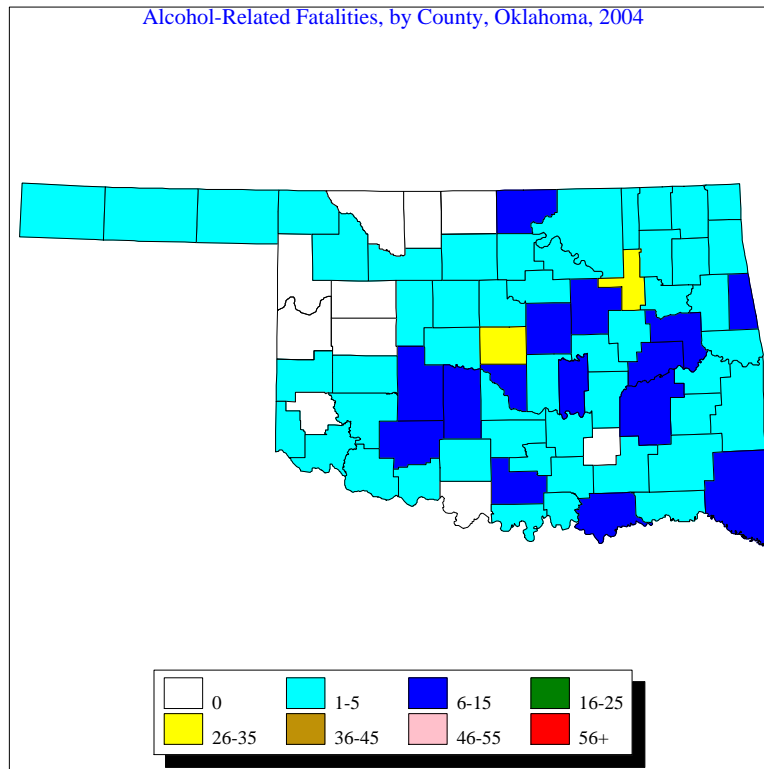 Alcohol-Related Fatalities, by County, Oklahoma, 2004
0 1-5 6-15 16-25
26-35 36-45 46-55 56+